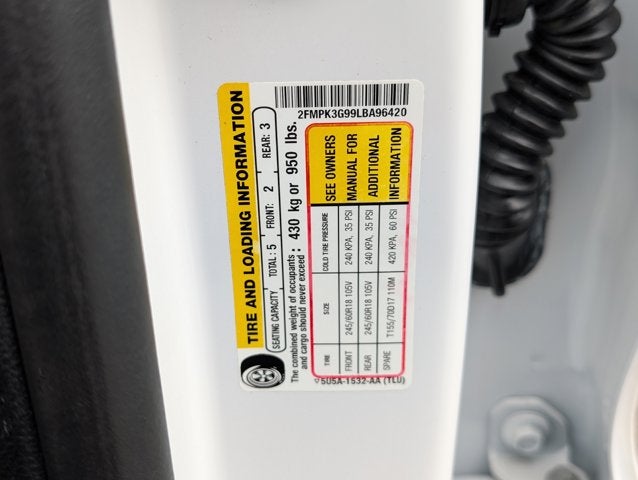 TIRE AND LOADING INFORMATION
SEATING CAPACITY TOTAL: 5 FRONT: 2 REAR: 3
The combined weight of occupants
and cargo should never exceed : 430 kg or 950 lbs.
TIRE SIZE COLD TIRE PRESSURE
FRONT 245/60R18 105V 240 KPA, 35 PSI
REAR 245/60R18 105V 240 KPA, 35 PSI
SPARE T155/70D17 110M 420 KPA, 60 PSI
SEE OWNERS
MANUAL FOR
ADDITIONAL
INFORMATION
5U5A-1532-AA (TLU)
2FMPK3G99LBA96420